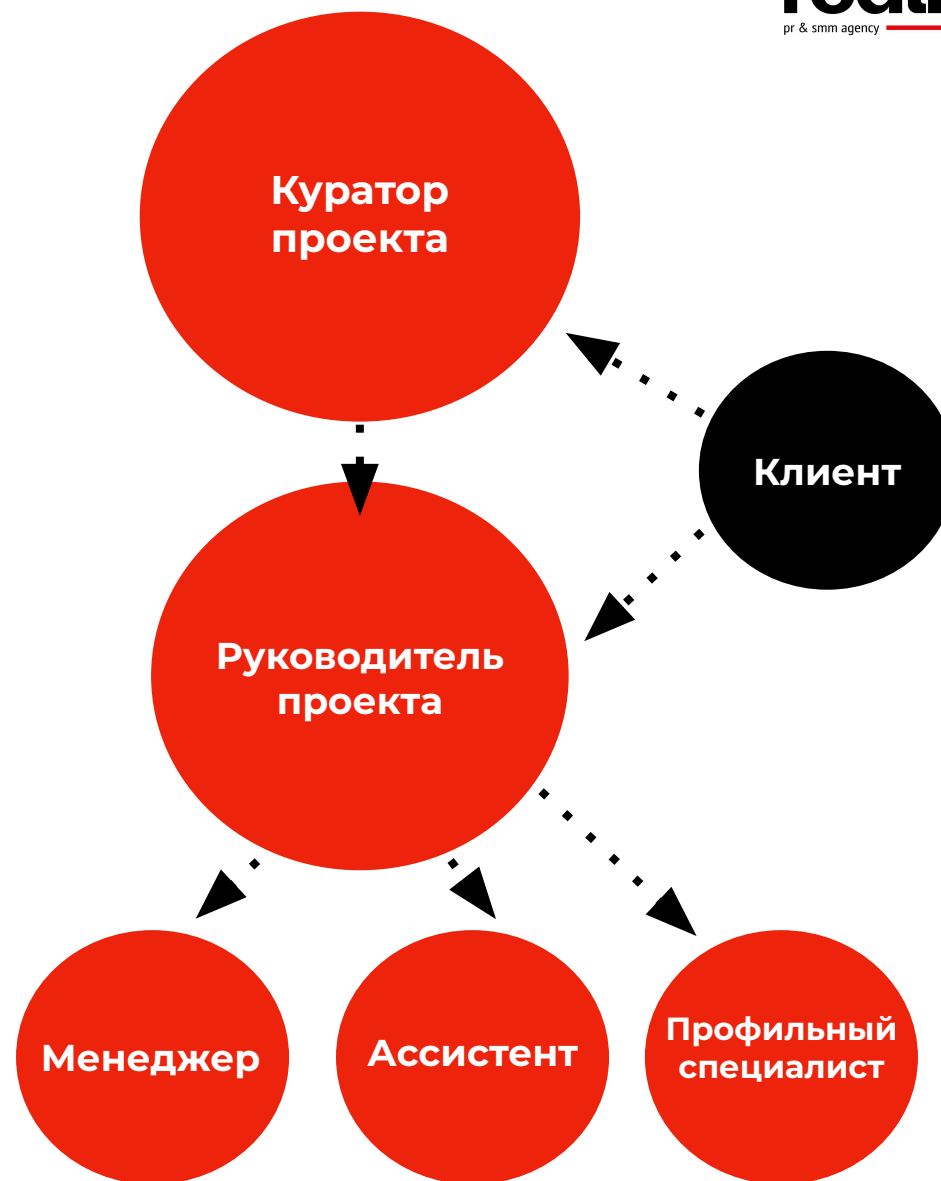 pr & smm agency
Куратор
проекта
Клиент
Руководитель
проекта
Менеджер
Ассистент
Профильный
специалист